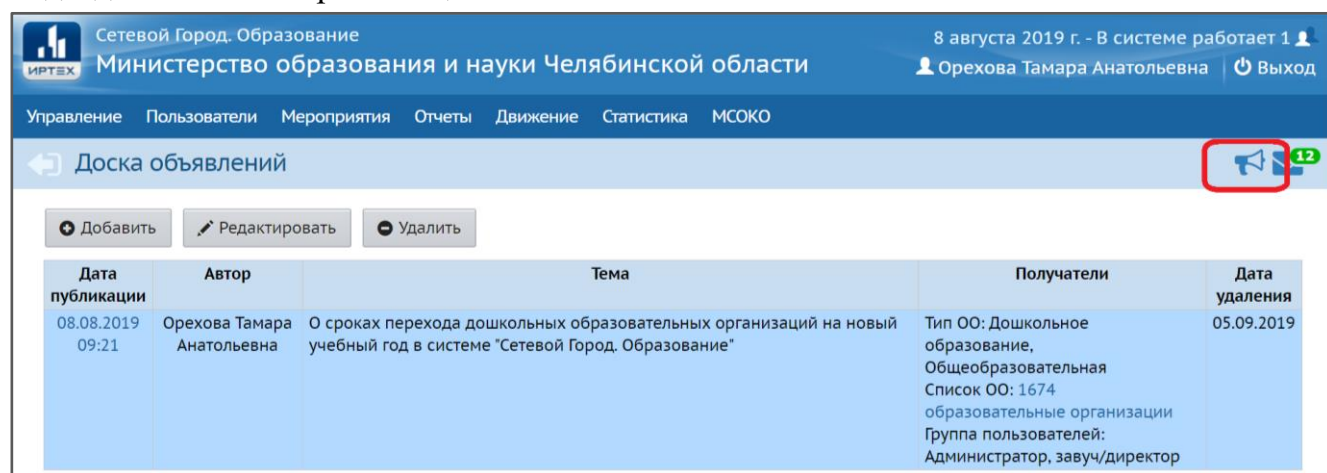 Сетевой Город. Образование
8 августа 2019 г. - В системе работает 1
ИРТЕХ
Министерство образования и науки Челябинской области
Орехова Тамара Анатольевна
Выход
Управление Пользователи Мероприятия Отчеты Движение Статистика МСОКО
Доска объявлений
12
Добавить Редактировать Удалить
Дата публикации
Автор
Тема
Получатели
Дата удаления
08.08.2019
09:21
Орехова Тамара
Анатольевна
О сроках перехода дошкольных образовательных организаций на новый
учебный год в системе "Сетевой Город. Образование"
Тип ОО: Дошкольное
образование,
Общеобразовательная
Список ОО: 1674
образовательные организации
Группа пользователей:
Администратор, завуч/директор
05.09.2019